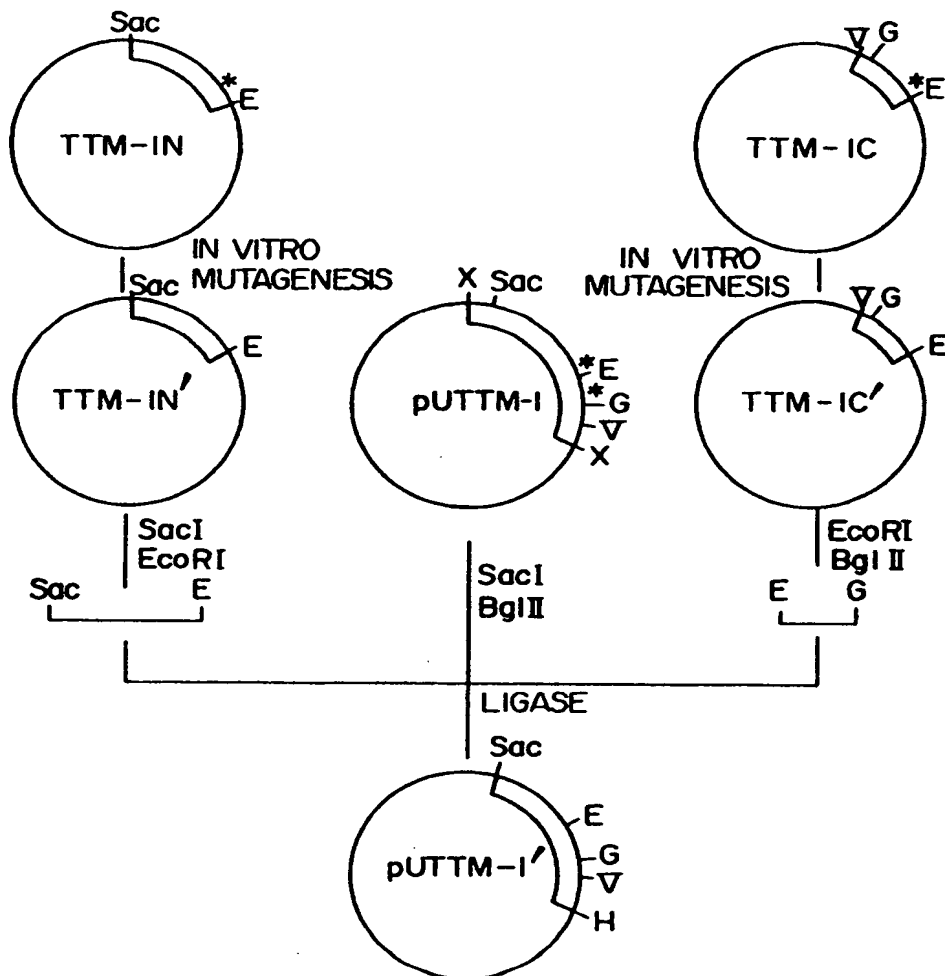 Sac
*
E
TTM-IN
V
G
*E
TTM-IC
IN VITRO
MUTAGENESIS
IN VITRO
MUTAGENESIS
Sac
E
TTM-IN′
X Sac
*E
*
G
V
X
pUTTM-I
V
G
E
TTM-IC′
SacI
EcoRI
Sac E
SacI
BglII
EcoRI
BglII
E G
LIGASE
Sac
E
G
V
H
pUTTM-I′